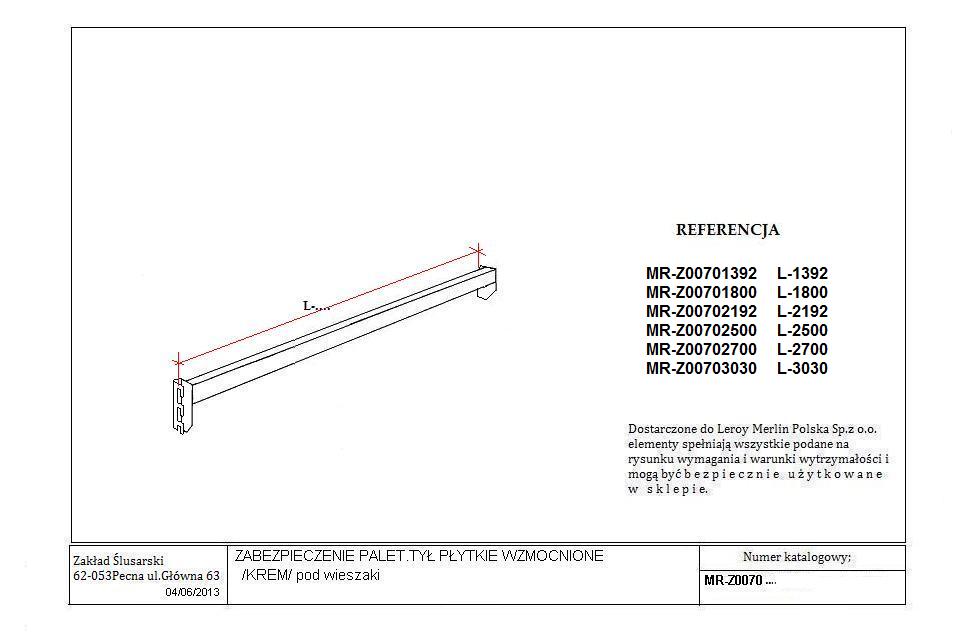 REFERENCJA
MR-Z00701392 L-1392
MR-Z00701800 L-1800
MR-Z00702192 L-2192
MR-Z00702500 L-2500
MR-Z00702700 L-2700
MR-Z00703030 L-3030
L-....
Dostarczone do Leroy Merlin Polska Sp.z o.o.
elementy spełniają wszystkie podane na
rysunku wymagania i warunki wytrzymałości i
mogą być b e z p i e c z n i e u ż y t k o w a n e
w s k l e p i e.
Zakład Ślusarski
62-053Pecna ul.Główna 63
04/06/2013
ZABEZPIECZENIE PALET.TYŁ PŁYTKIE WZMOCNIONE
/KREM/ pod wieszaki
Numer katalogowy;
MR-Z0070 ....